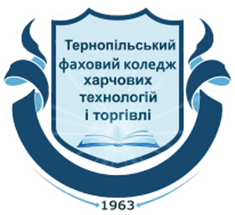 Тернопільський
фаховий коледж
харчових
технологій
і торгівлі
1963